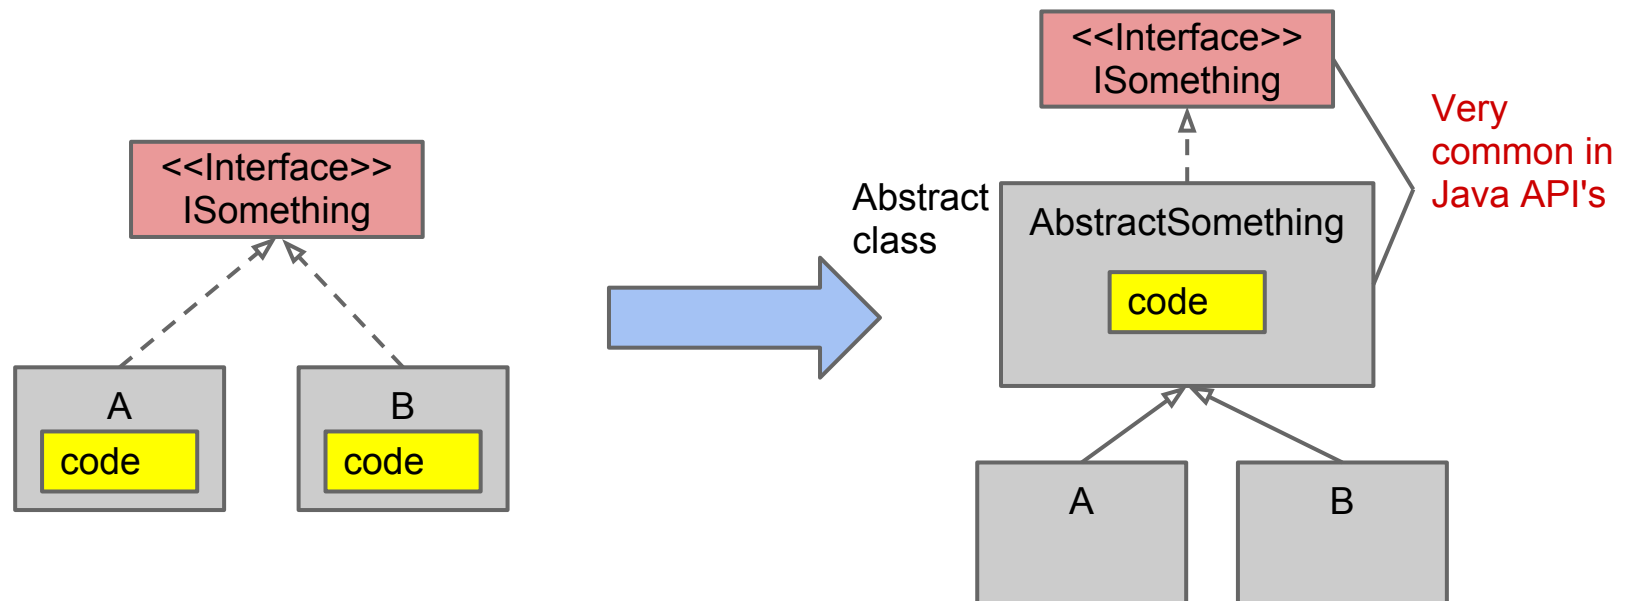 <<Interface>>
ISomething
A
code
B
code
<<Interface>>
ISomething
Abstract
class
AbstractSomething
code
A
B
Very
common in
Java API's